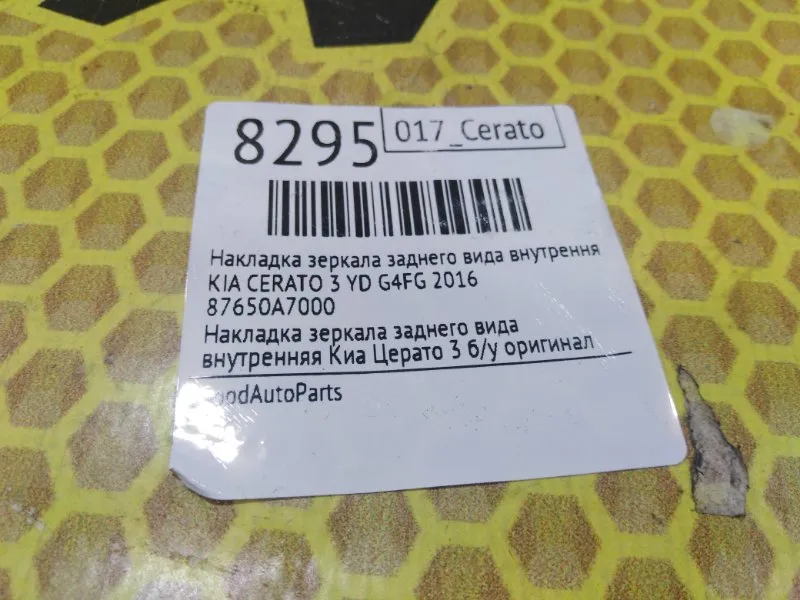 8295
017_Cerato
Накладка зеркала заднего вида внутрення
KIA CERATO 3 YD G4FG 2016
87650A7000
Накладка зеркала заднего вида
внутренняя Киа Церато 3 б/у оригинал
oodAutoParts